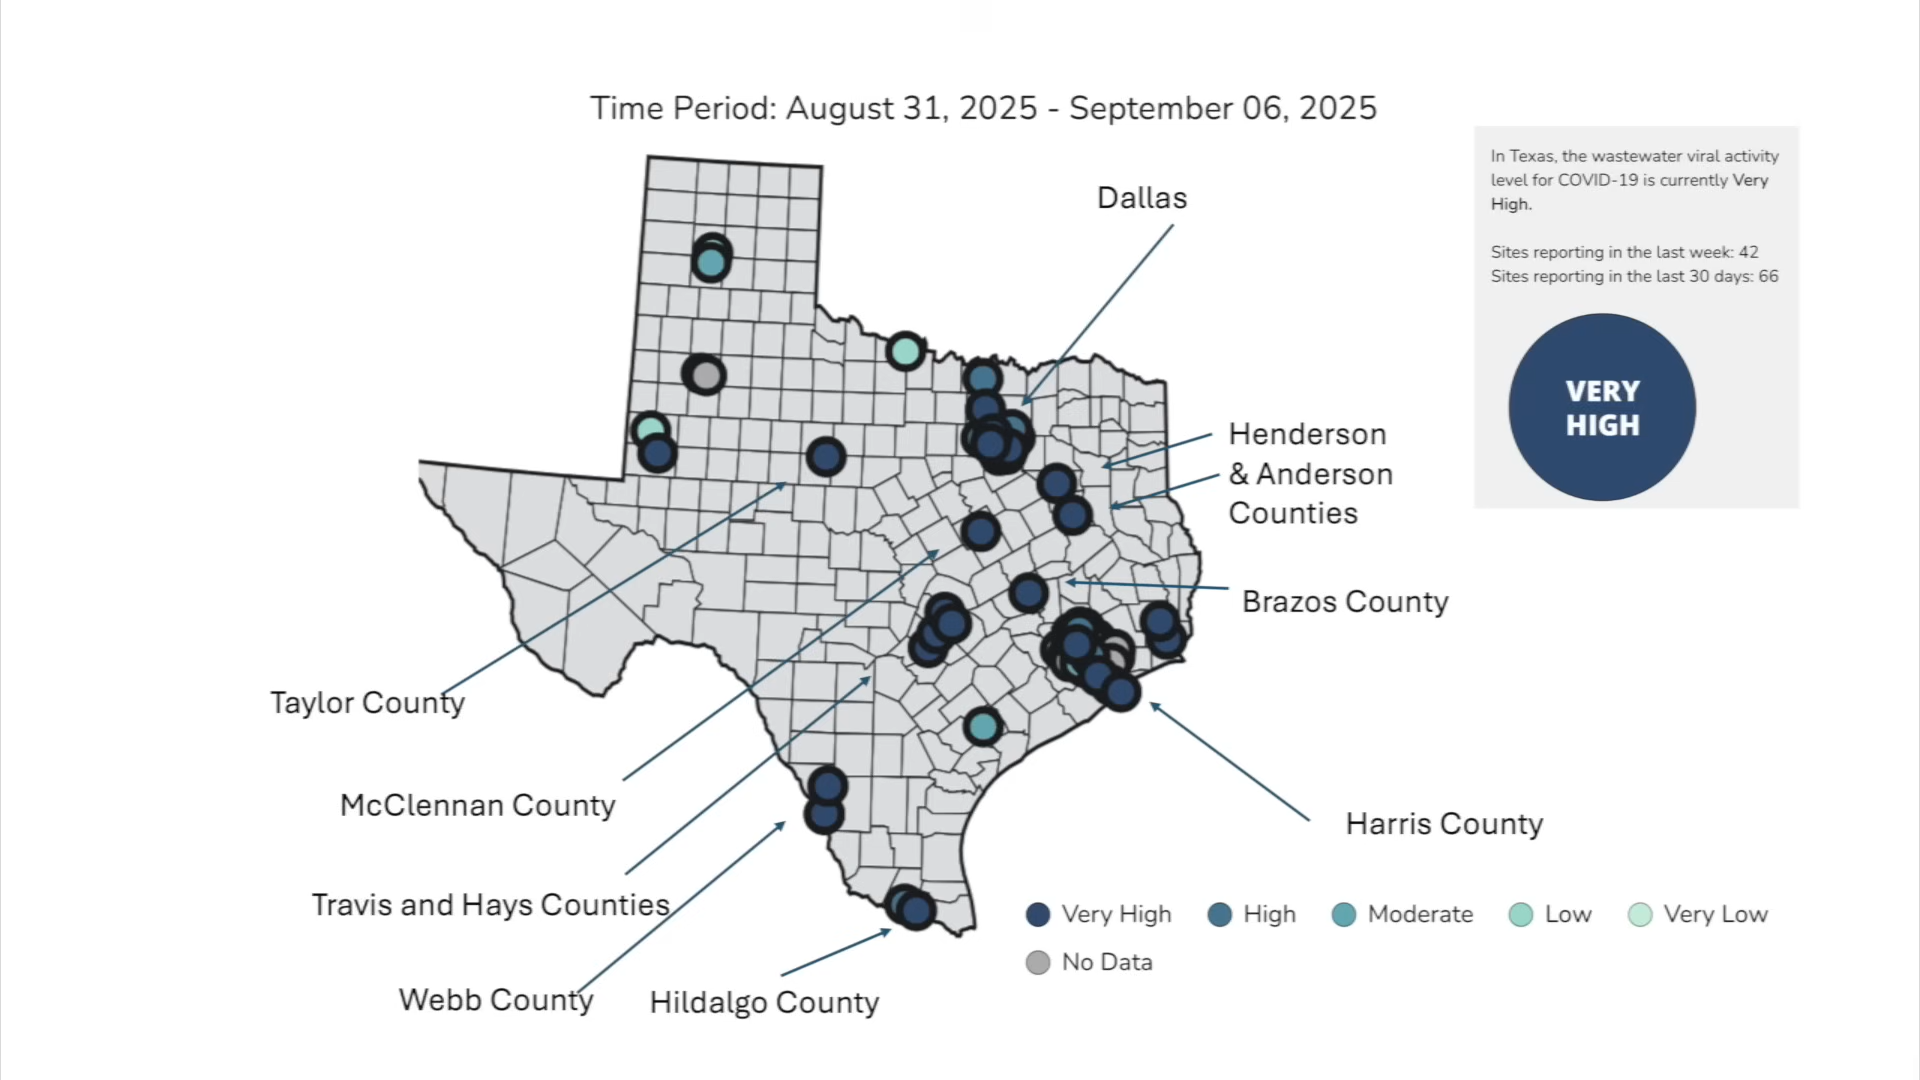 Time Period: August 31, 2025 - September 06, 2025
In Texas, the wastewater viral activity
level for COVID-19 is currently Very
High.
Sites reporting in the last week: 42
Sites reporting in the last 30 days: 66
VERY
HIGH
Dallas
Henderson
& Anderson
Counties
Brazos County
Taylor County
McClennan County
Harris County
Travis and Hays Counties
Webb County
Hildalgo County
Very High
High
Moderate
Low
Very Low
No Data